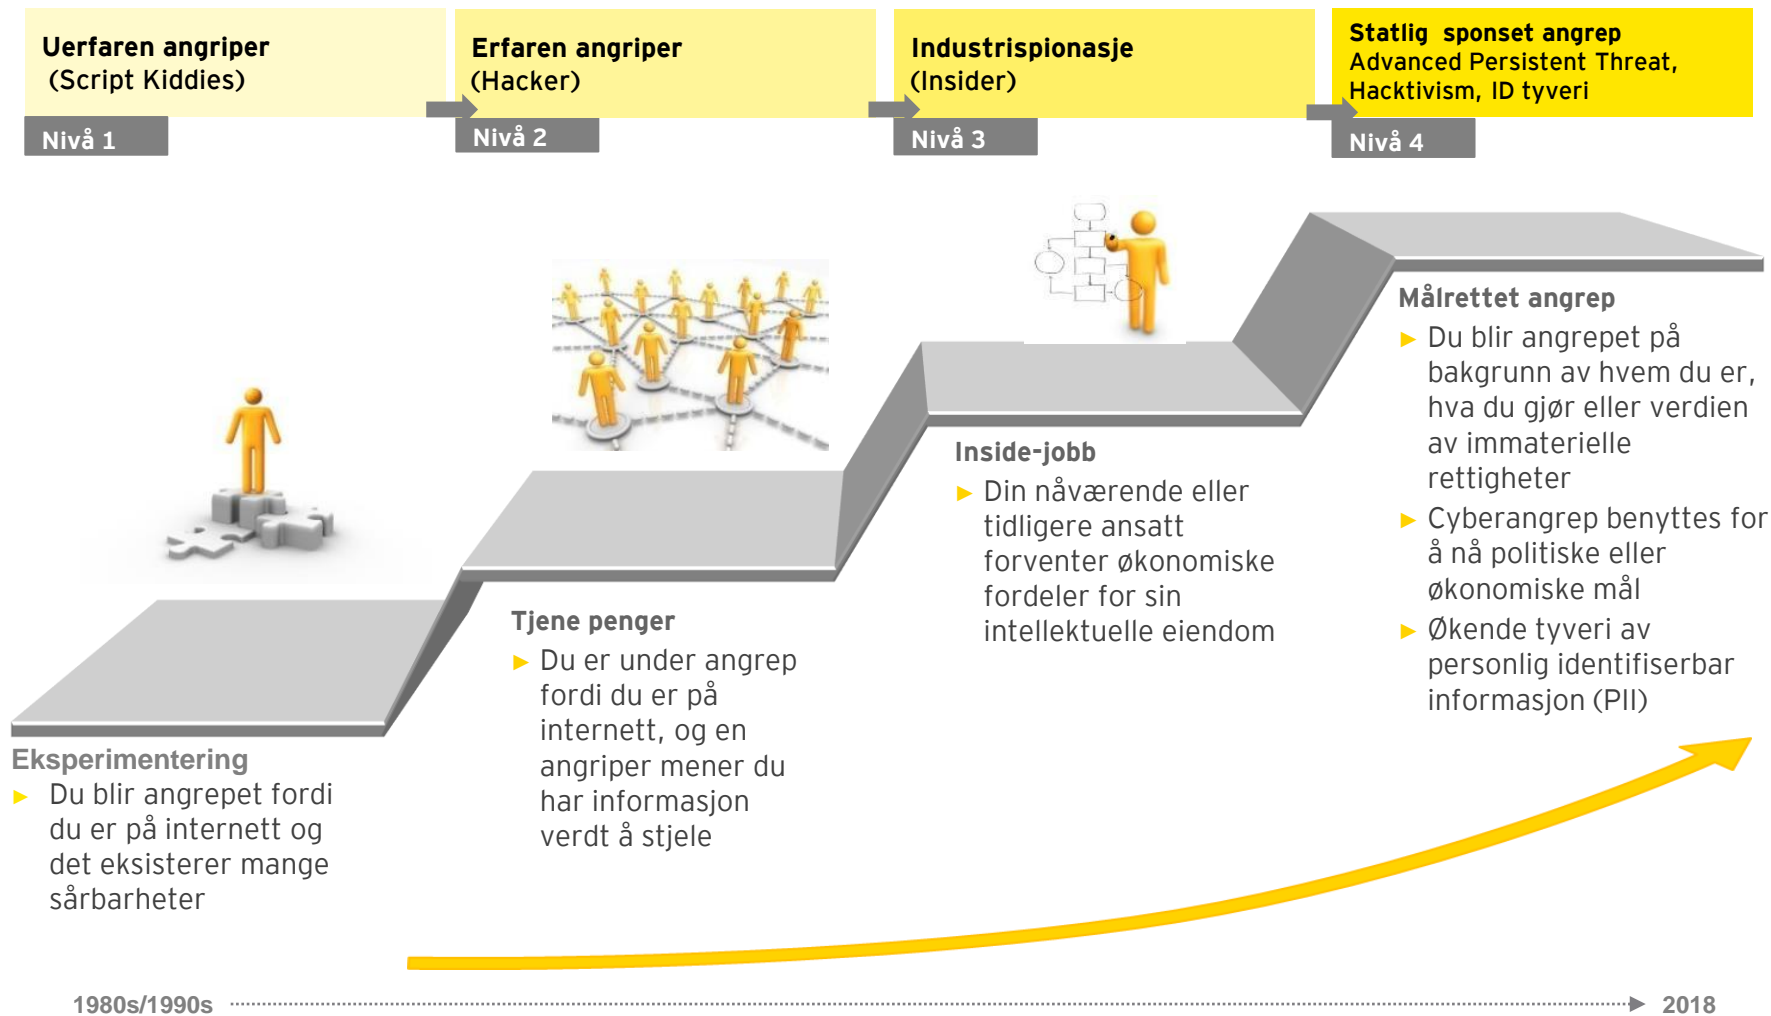 Uerfaren angriper
(Script Kiddies)
Nivå 1
Erfaren angriper
(Hacker)
Nivå 2
Industrispionasje
(Insider)
Nivå 3
Statlig sponset angrep
Advanced Persistent Threat,
Hacktivism, ID tyveri
Nivå 4
Eksperimentering
► Du blir angrepet fordi
du er på internett og
det eksisterer mange
sårbarheter
Tjene penger
► Du er under angrep
fordi du er på
internett, og en
angriper mener du
har informasjon
verdt å stjele
Inside-jobb
► Din nåværende eller
tidligere ansatt
forventer økonomiske
fordeler for sin
intellektuelle eiendom
Målrettet angrep
► Du blir angrepet på
bakgrunn av hvem du er,
hva du gjør eller verdien
av immaterielle
rettigheter
► Cyberangrep benyttes for
å nå politiske eller
økonomiske mål
► Økende tyveri av
personlig identifiserbar
informasjon (PII)
1980s/1990s
2018